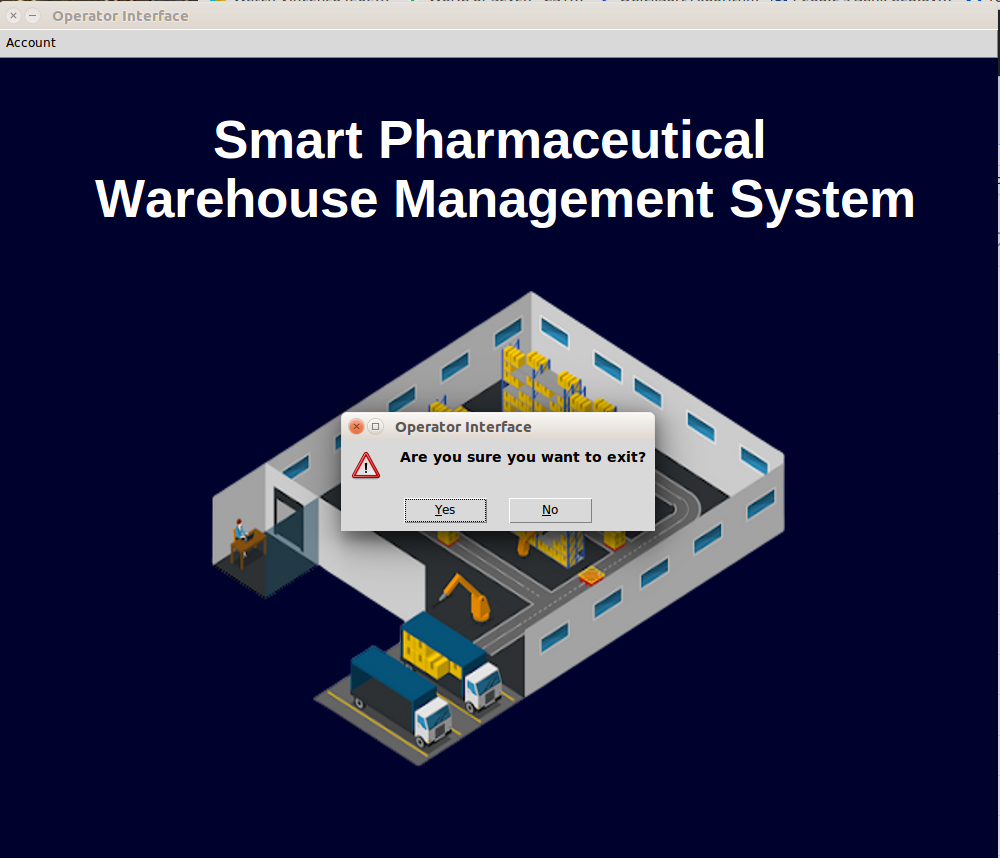 Operator Interface
Account
Smart Pharmaceutical
Warehouse Management System
Operator Interface
Are you sure you want to exit?
Yes
No